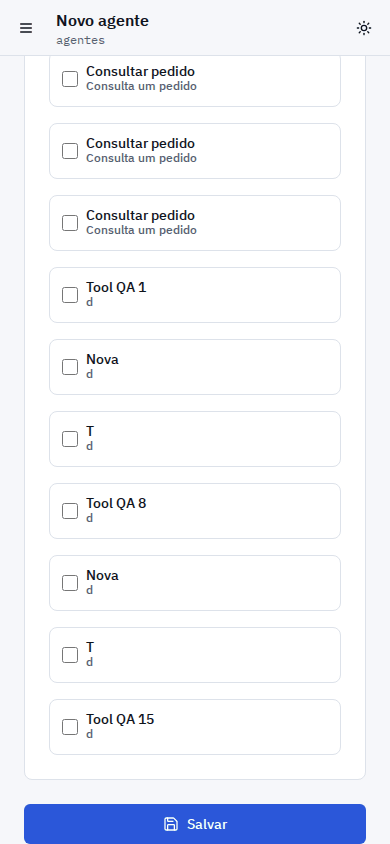 Novo agente
agentes
Consultar pedido
Consulta um pedido
Consultar pedido
Consulta um pedido
Consultar pedido
Consulta um pedido
Tool QA 1
d
Nova
d
T
d
Tool QA 8
d
Nova
d
T
d
Tool QA 15
d
Salvar